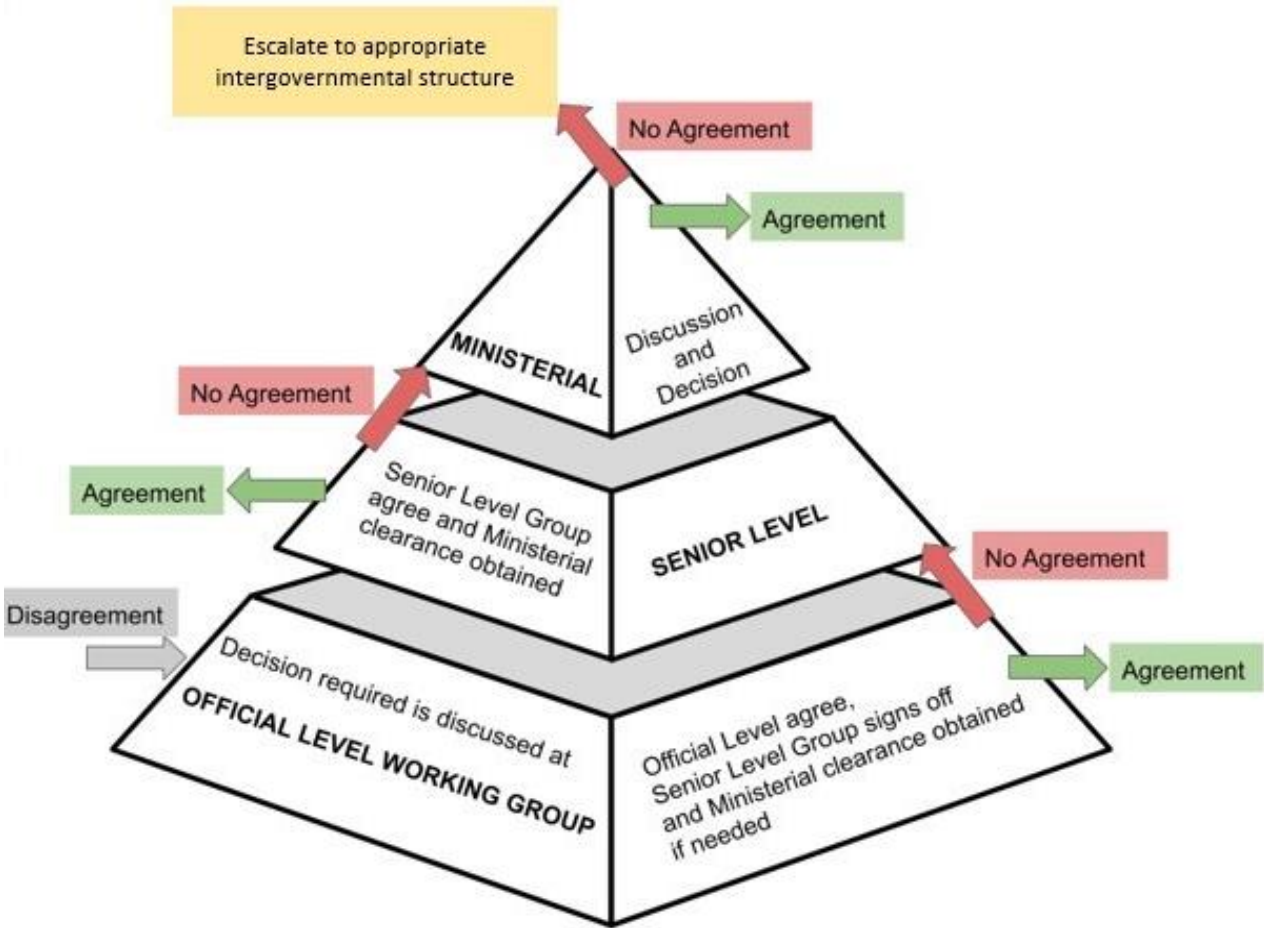 Escalate to appropriate
intergovernmental structure
No Agreement
Agreement
MINISTERIAL
Discussion
and
Decision
No Agreement
Agreement
Senior Level Group
agree and Ministerial
clearance obtained
SENIOR LEVEL
No Agreement
Disagreement
Decision required is discussed at
OFFICIAL LEVEL WORKING GROUP
Official Level agree,
Senior Level Group signs off
and Ministerial clearance obtained
if needed
Agreement